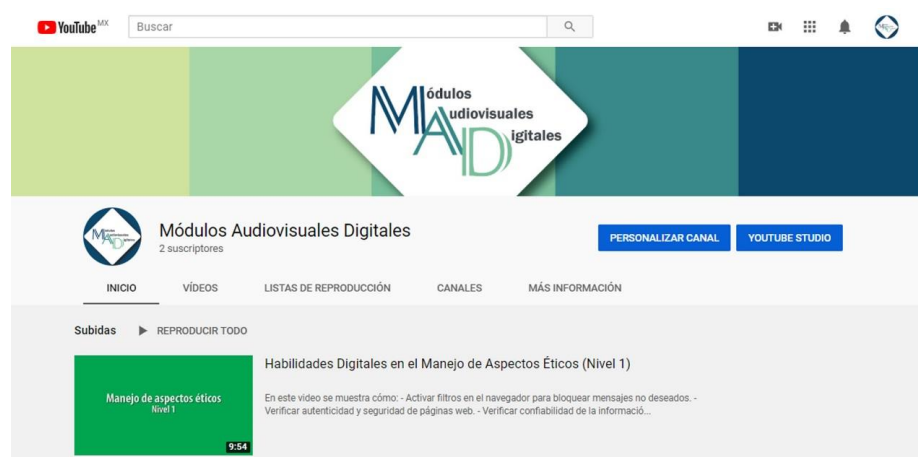 YouTube MX
Buscar
Módulos
Audiovisuales
Digitales
Módulos Audiovisuales Digitales
2 suscriptores
PERSONALIZAR CANAL
YOUTUBE STUDIO
INICIO
VÍDEOS
LISTAS DE REPRODUCCIÓN
CANALES
MÁS INFORMACIÓN
Subidas
REPRODUCIR TODO
Manejo de aspectos éticos
Nivel 1
9:54
Habilidades Digitales en el Manejo de Aspectos Éticos (Nivel 1)
En este video se muestra cómo: - Activar filtros en el navegador para bloquear mensajes no deseados. -
Verificar autenticidad y seguridad de páginas web. - Verificar confiabilidad de la informació...